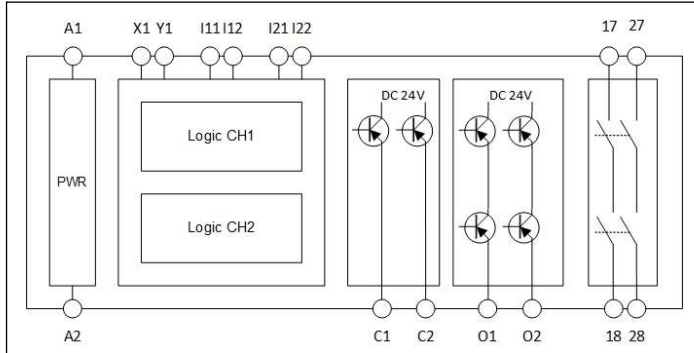 A1 X1 Y1 I11 I12 I21 I22 17 27
DC 24V DC 24V
Logic CH1
PWR
Logic CH2
A2 C1 C2 O1 O2 18 28